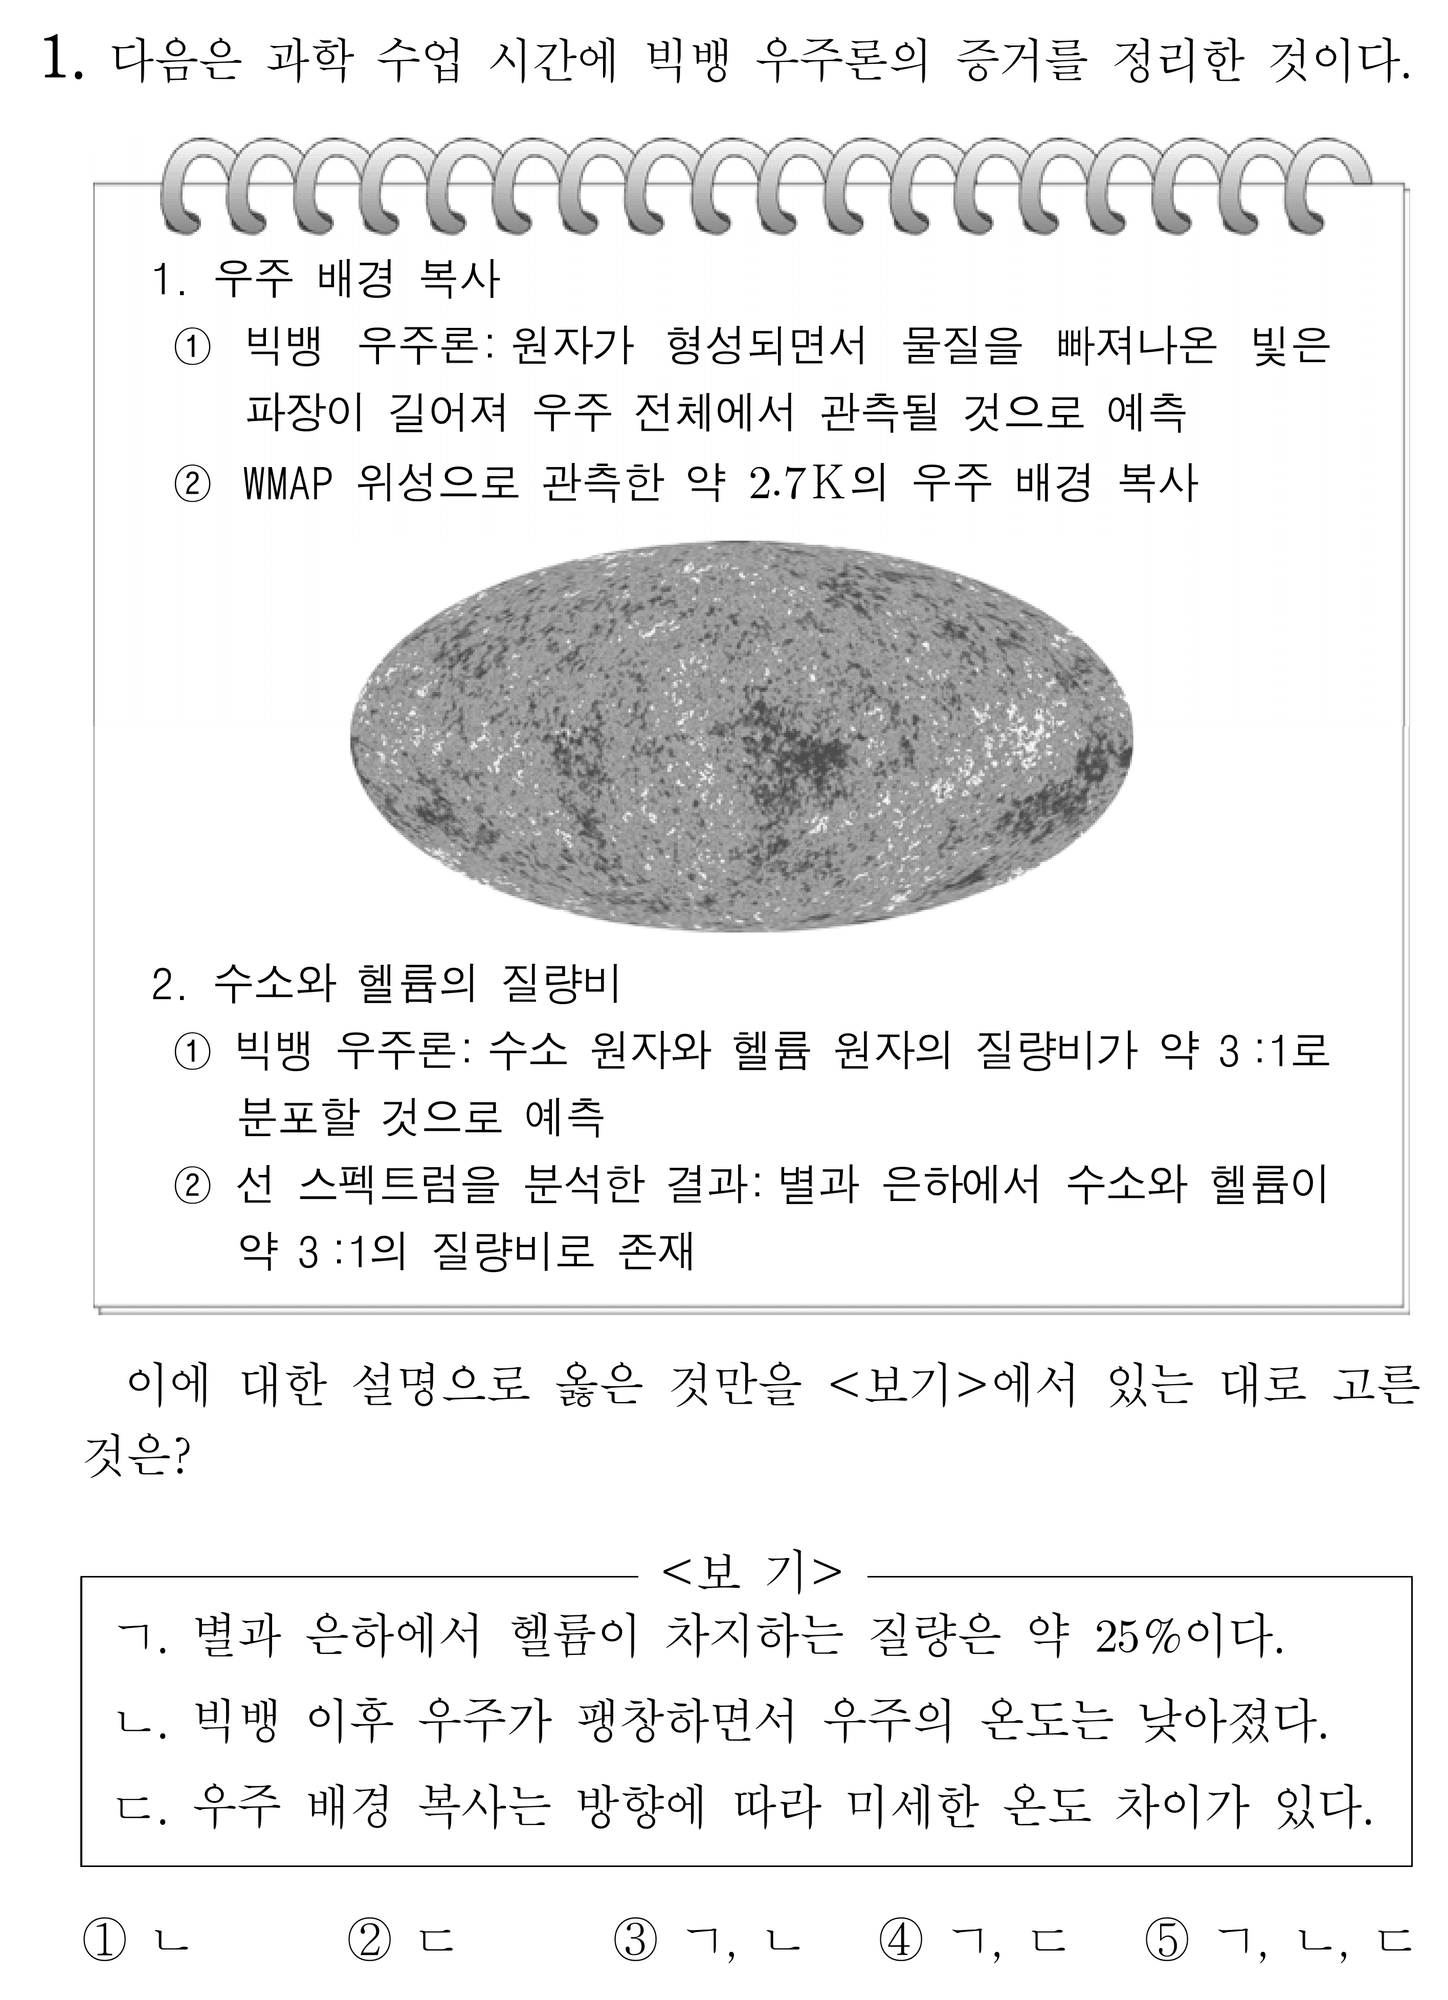 1. 다음은 과학 수업 시간에 빅뱅 우주론의 증거를 정리한 것이다.
1. 우주 배경 복사
① 빅뱅 우주론: 원자가 형성되면서 물질을 빠져나온 빛은
파장이 길어져 우주 전체에서 관측될 것으로 예측
② WMAP 위성으로 관측한 약 2.7K의 우주 배경 복사
2. 수소와 헬륨의 질량비
① 빅뱅 우주론: 수소 원자와 헬륨 원자의 질량비가 약 3:1로
분포할 것으로 예측
② 선 스펙트럼을 분석한 결과: 별과 은하에서 수소와 헬륨이
약 3:1의 질량비로 존재
이에 대한 설명으로 옳은 것만을 <보기>에서 있는 대로 고른
것은?
<보 기>
ㄱ. 별과 은하에서 헬륨이 차지하는 질량은 약 25%이다.
ㄴ. 빅뱅 이후 우주가 팽창하면서 우주의 온도는 낮아졌다.
ㄷ. 우주 배경 복사는 방향에 따라 미세한 온도 차이가 있다.
① ㄴ ② ㄷ ③ ㄱ, ㄴ ④ ㄱ, ㄷ ⑤ ㄱ, ㄴ, ㄷ